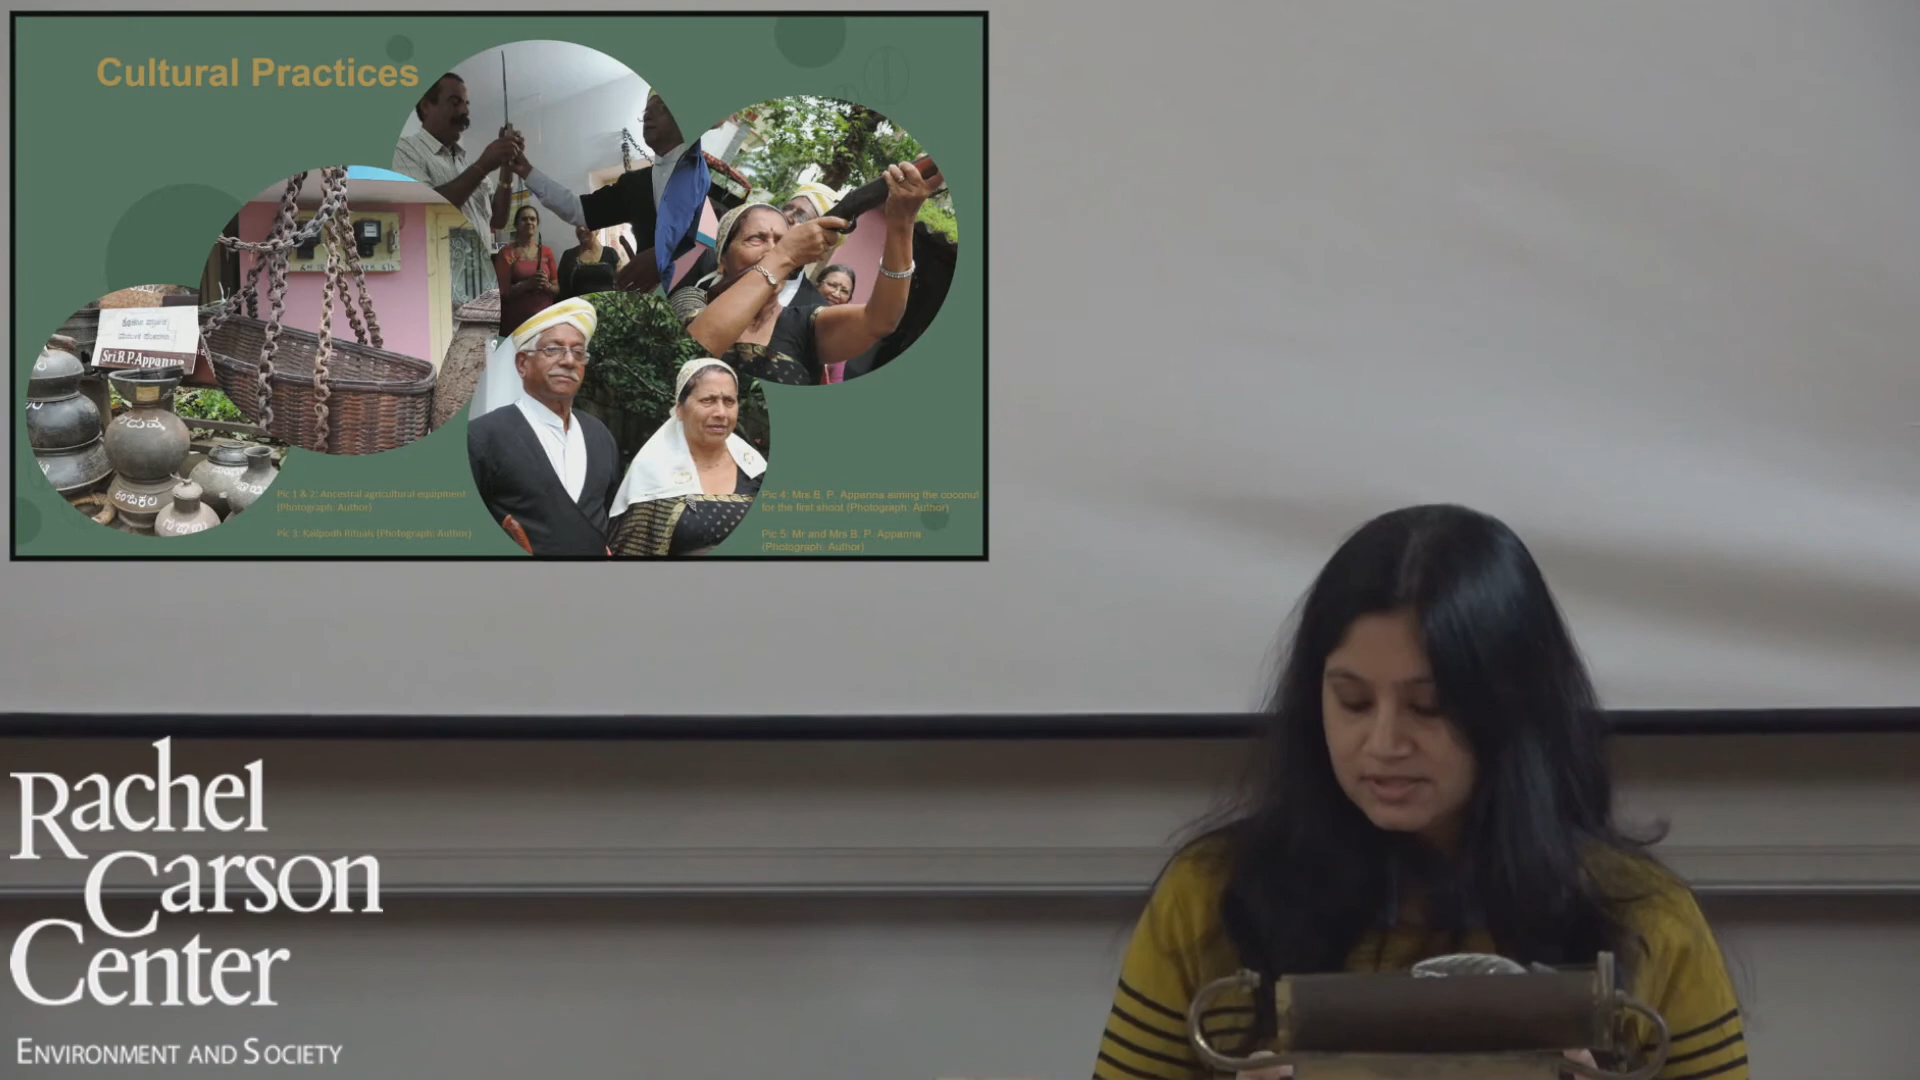 Cultural Practices
Sri.B.P.Appanna
Pic 1 & 2: Ancestral agricultural equipment
(Photograph: Author)
Pic 3: Kailpodh Rituals (Photograph: Author)
Pic 4: Mrs B. P. Appanna aiming the coconut
for the first shoot (Photograph: Author)
Pic 5: Mr and Mrs B. P. Appanna
(Photograph: Author)
Rachel
Carson
Center
ENVIRONMENT AND SOCIETY